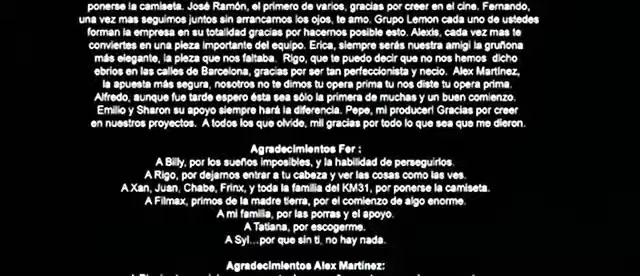 ponerse la camiseta. José Ramón, el primero de varios, gracias por creer en el cine. Fernando,
una vez mas seguimos juntos sin arrancarnos los ojos, te amo. Grupo Lemon cada uno de ustedes
forman la empresa en su totalidad gracias por hacernos posible esto. Alexis, cada vez mas te
conviertes en una pieza importante del equipo. Erica, siempre serás nuestra amigi la gruñona
más elegante, la pieza que nos faltaba. Rigo, que te puedo decir que no nos hemos dicho
ebrios en las calles de Barcelona, gracias por ser tan perfeccionista y necio. Alex Martínez,
la apuesta más segura, nosotros no te dimos tu opera prima tu nos diste tu opera prima.
Alfredo, aunque fue tarde espero ésta sea sólo la primera de muchas y un buen comienzo.
Emilio y Sharon su apoyo siempre hará la diferencia. Pepe, mi producer! Gracias por creer
en nuestros proyectos. A todos los que olvide, mil gracias por todo lo que sea que me dieron.
Agradecimientos Fer :
A Billy, por los sueños imposibles, y la habilidad de perseguirlos.
A Rigo, por dejarnos entrar a tu cabeza y ver las cosas como las ves.
A Xan, Juan, Chabe, Frinx, y toda la familia del KM31, por ponerse la camiseta.
A Filmax, primos de la madre tierra, por el comienzo de algo enorme.
A mi familia, por las porras y el apoyo.
A Tatiana, por escogerme.
A Syl...por que sin ti, no hay nada.
Agradecimientos Alex Martínez: